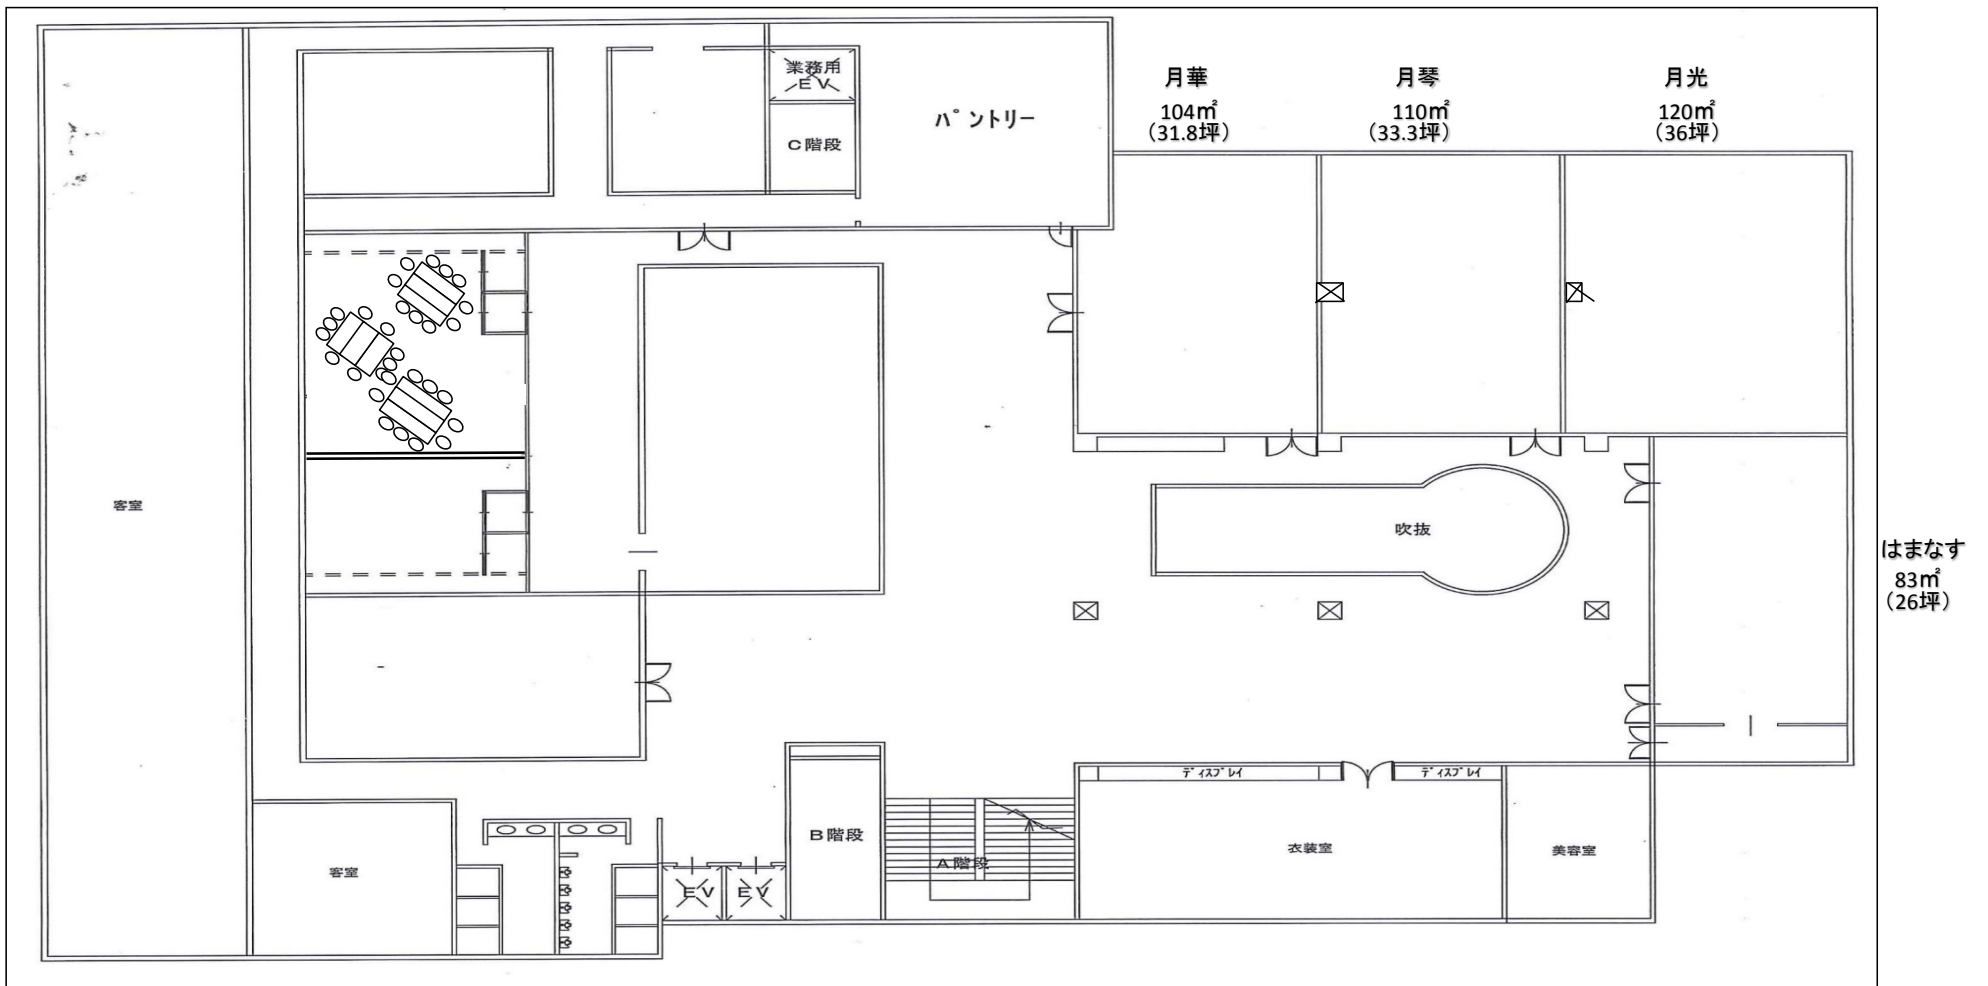 月華
104㎡
（31.8坪）
月琴
110㎡
（33.3坪）
月光
120㎡
（36坪）
業務用
EV
C階段
パントリー
客室
吹抜
はまなす
83㎡
（26坪）
ディスプレイ
ディスプレイ
B階段
A階段
衣装室
美容室
客室
EV
EV